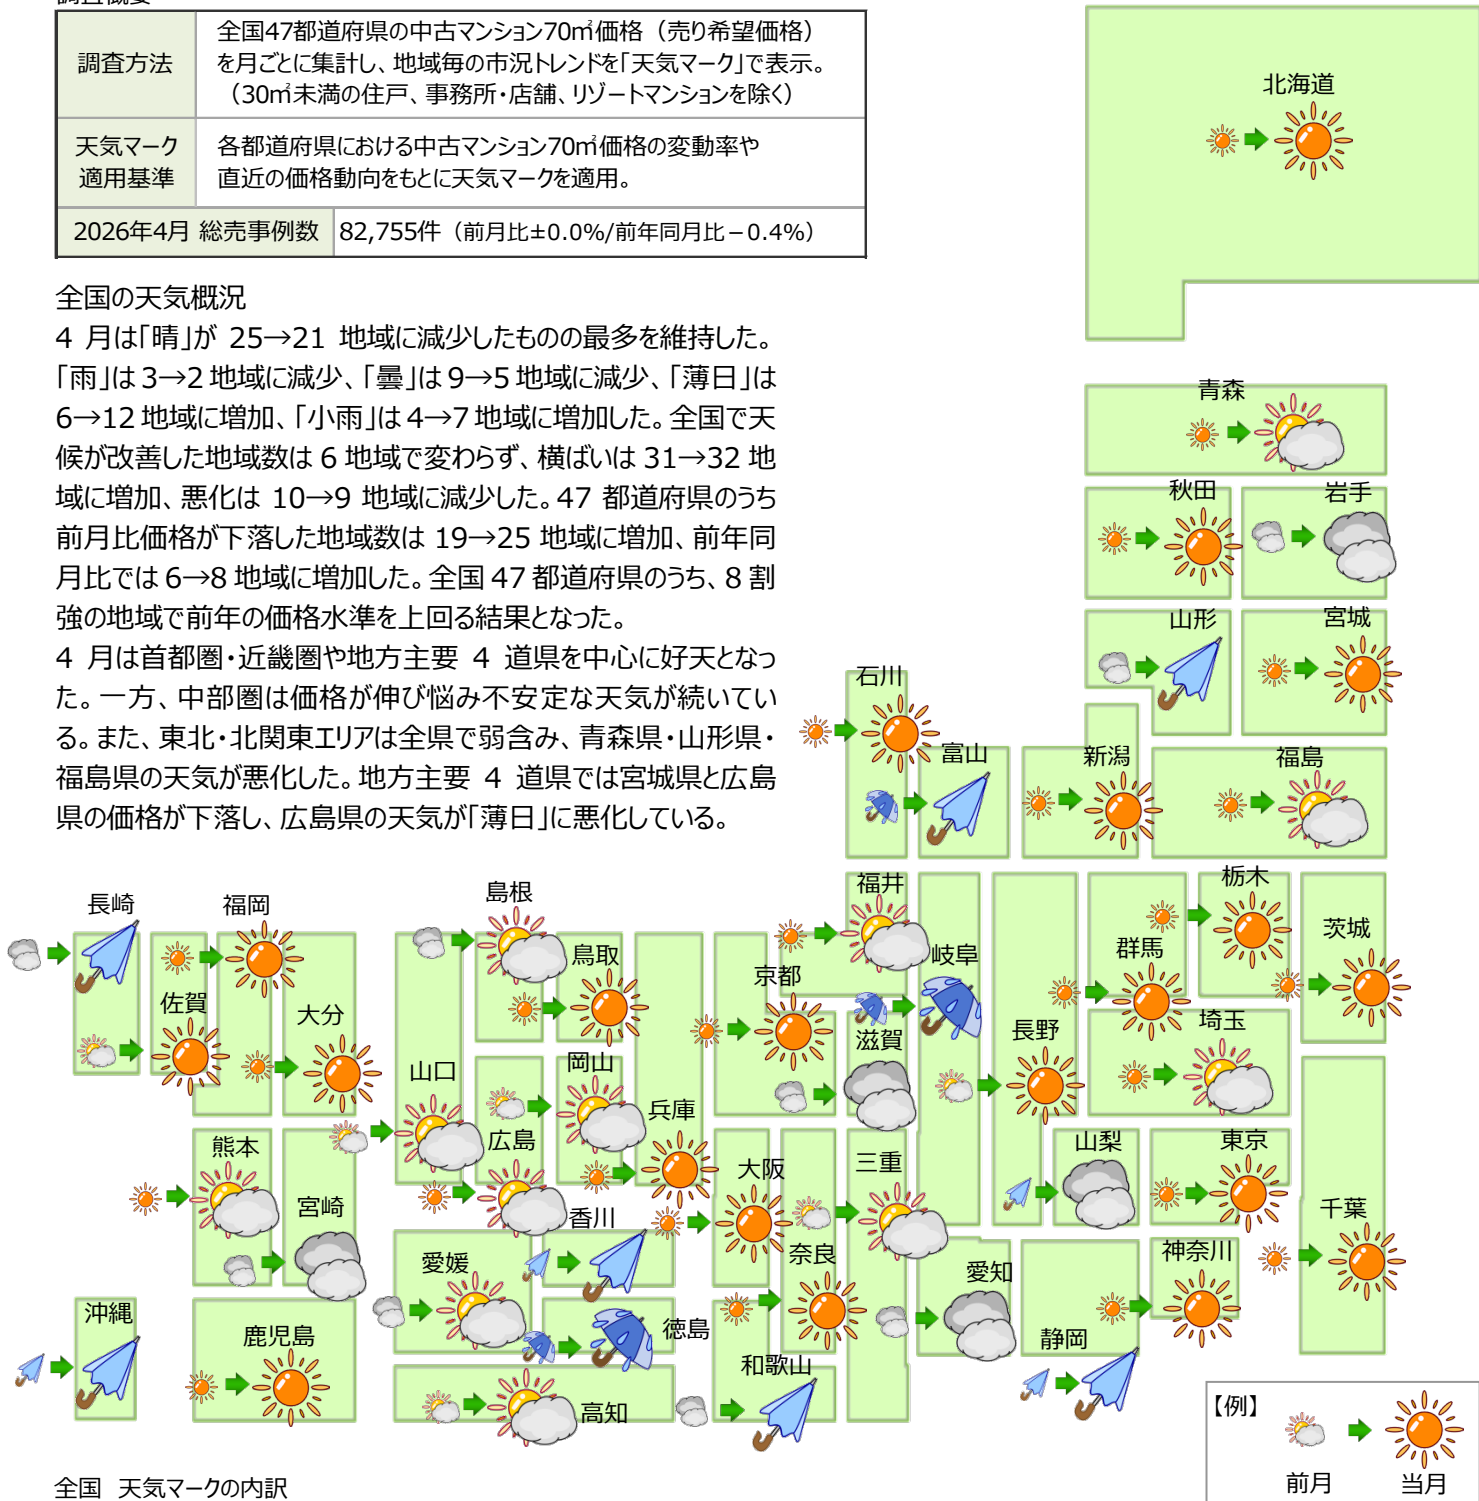 調査概要
調査方法
全国47都道府県の中古マンション70㎡価格（売り希望価格）
を月ごとに集計し、地域毎の市況トレンドを「天気マーク」で表示。
（30㎡未満の住戸、事務所・店舗、リゾートマンションを除く）
天気マーク
適用基準
各都道府県における中古マンション70㎡価格の変動率や
直近の価格動向をもとに天気マークを適用。
2026年4月 総売事例数
82,755件（前月比±0.0%/前年同月比－0.4%）
全国の天気概況
4 月は「晴」が 25→21 地域に減少したものの最多を維持した。
「雨」は 3→2 地域に減少、「曇」は 9→5 地域に減少、「薄日」は
6→12 地域に増加、「小雨」は 4→7 地域に増加した。全国で天
候が改善した地域数は 6 地域で変わらず、横ばいは 31→32 地
域に増加、悪化は 10→9 地域に減少した。47 都道府県のうち
前月比価格が下落した地域数は 19→25 地域に増加、前年同
月比では 6→8 地域に増加した。全国 47 都道府県のうち、8 割
強の地域で前年の価格水準を上回る結果となった。
4 月は首都圏・近畿圏や地方主要 4 道県を中心に好天となっ
た。一方、中部圏は価格が伸び悩み不安定な天気が続いてい
る。また、東北・北関東エリアは全県で弱含み、青森県・山形県・
福島県の天気が悪化した。地方主要 4 道県では宮城県と広島
県の価格が下落し、広島県の天気が「薄日」に悪化している。
北海道
青森
秋田
岩手
山形
宮城
石川
富山
新潟
福島
長崎
福岡
島根
福井
栃木
茨城
鳥取
岐阜
群馬
京都
佐賀
大分
滋賀
長野
埼玉
山口
岡山
兵庫
熊本
広島
大阪
三重
山梨
東京
宮崎
香川
千葉
愛媛
奈良
愛知
神奈川
沖縄
鹿児島
徳島
静岡
和歌山
高知
【例】
前月
当月
全国 天気マークの内訳